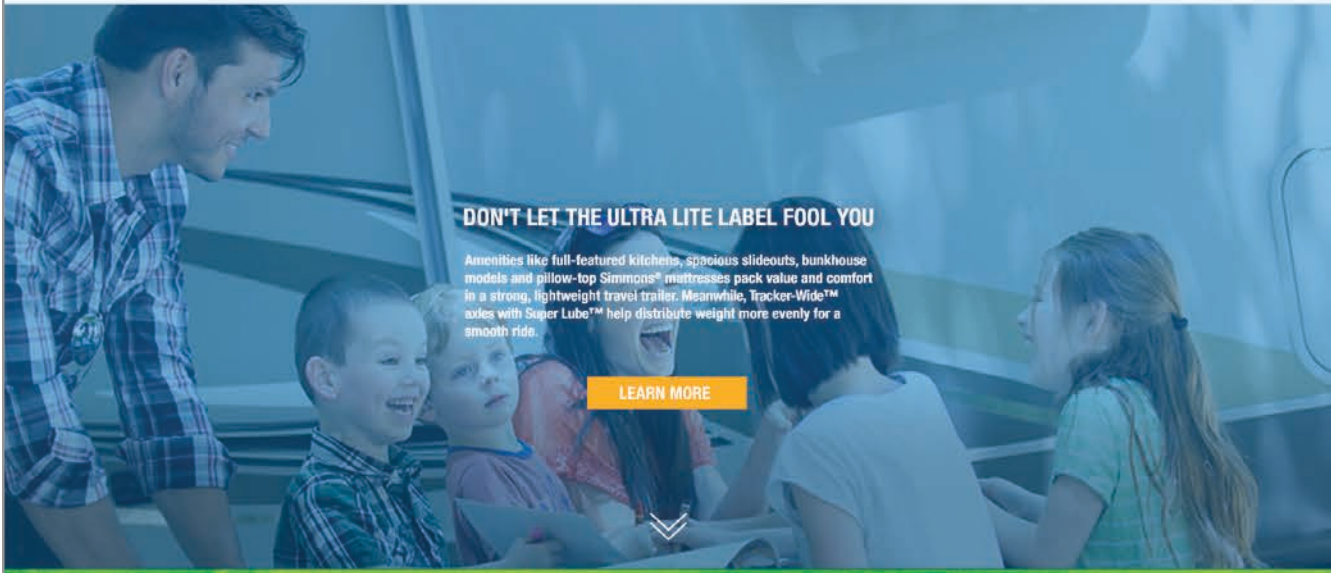 DON'T LET THE ULTRA LITE LABEL FOOL YOU
Amenities like full-featured kitchens, spacious slideouts, bunkhouse
models and pillow-top Simmons® mattresses pack value and comfort
in a strong, lightweight travel trailer. Meanwhile, Tracker-Wide™
axles with Super Lube™ help distribute weight more evenly for a
smooth ride.
LEARN MORE